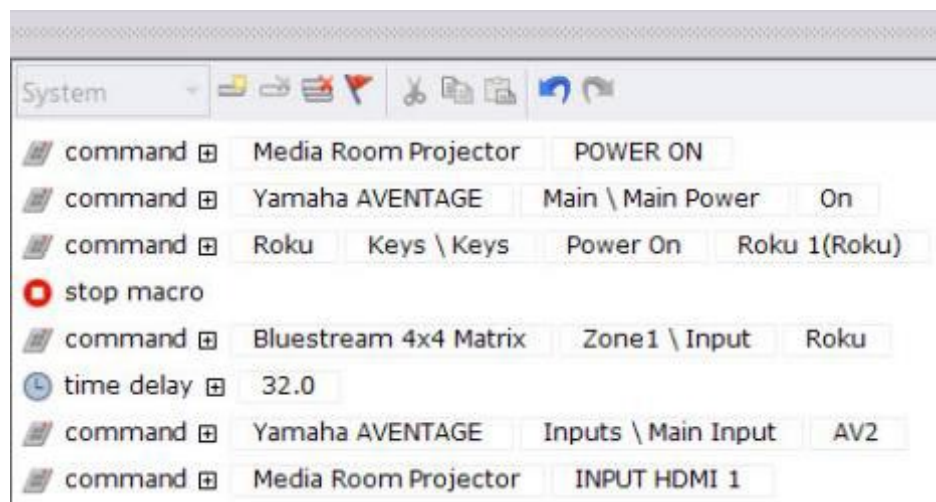 System
command Media Room Projector POWER ON
command Yamaha AVENTAGE Main \ Main Power On
command Roku Keys \ Keys Power On Roku 1(Roku)
stop macro
command Bluestream 4x4 Matrix Zone1 \ Input Roku
time delay 32.0
command Yamaha AVENTAGE Inputs \ Main Input AV2
command Media Room Projector INPUT HDMI 1